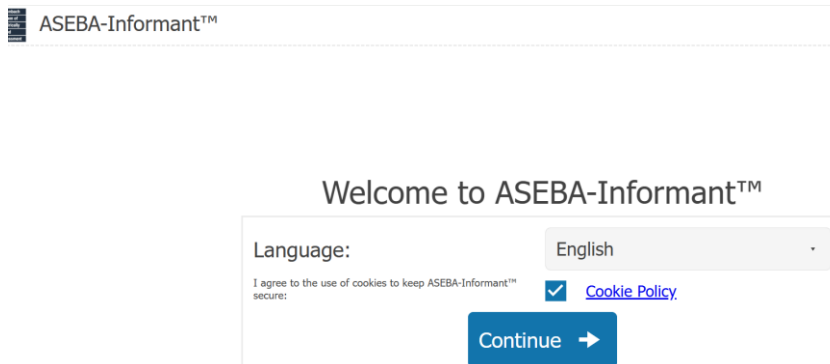 ASEBA-Informant™
Welcome to ASEBA-Informant™
Language:
English
I agree to the use of cookies to keep ASEBA-Informant™
secure:
Cookie Policy
Continue